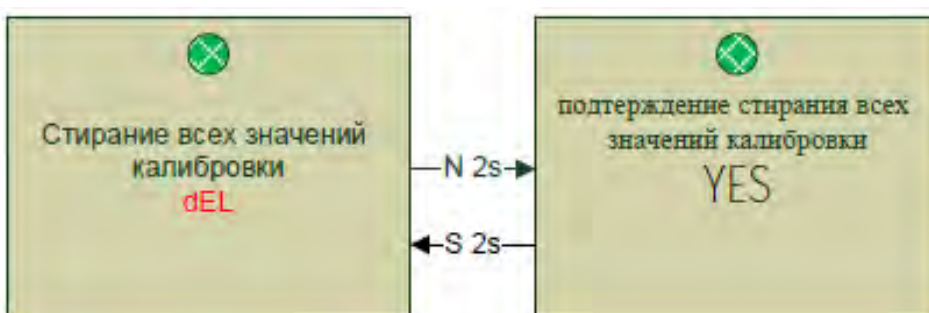 Стирание всех значений
калибровки
dEL
N 2s
S 2s
подтерждение стирания всех
значений калибровки
YES